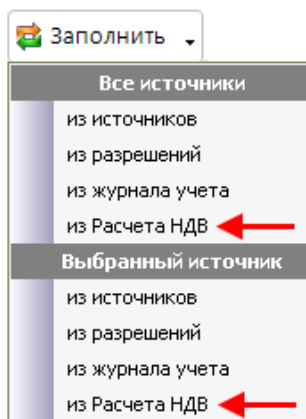 Заполнить
Все источники
из источников
из разрешений
из журнала учета
из Расчета НДВ
Выбранный источник
из источников
из разрешений
из журнала учета
из Расчета НДВ